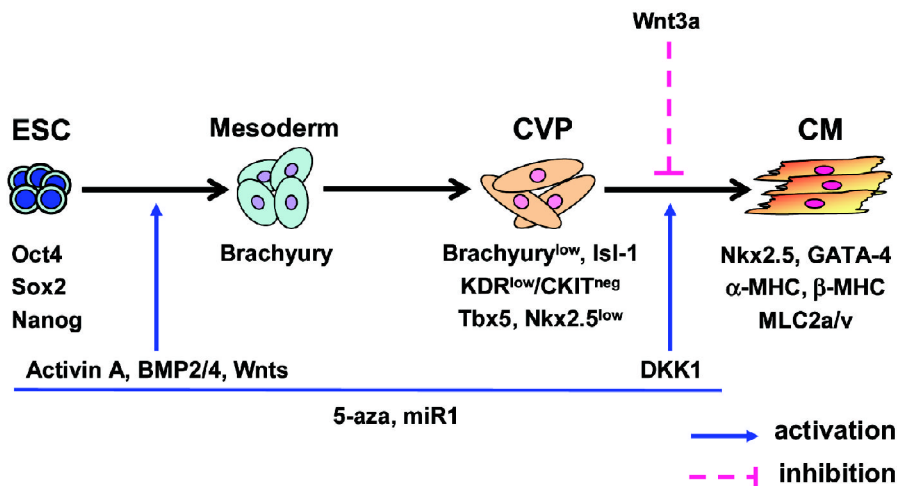 Wnt3a
ESC
Mesoderm
CVP
CM
Oct4
Sox2
Nanog
Brachyury
Brachyury^low, Isl-1
KDR^low/CKIT^neg
Tbx5, Nkx2.5^low
Nkx2.5, GATA-4
α-MHC, β-MHC
MLC2a/v
Activin A, BMP2/4, Wnts
DKK1
5-aza, miR1
activation
inhibition